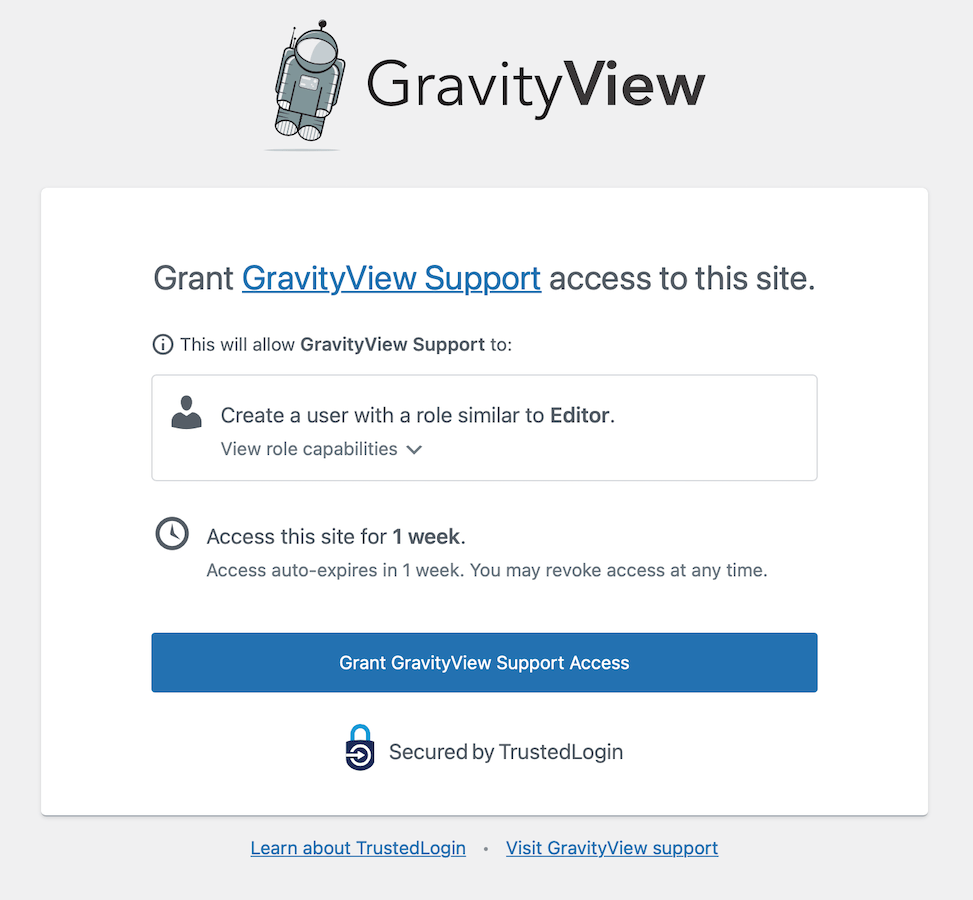 GravityView
Grant GravityView Support access to this site.
This will allow GravityView Support to:
Create a user with a role similar to Editor.
View role capabilities
Access this site for 1 week.
Access auto-expires in 1 week. You may revoke access at any time.
Grant GravityView Support Access
Secured by TrustedLogin
Learn about TrustedLogin • Visit GravityView support